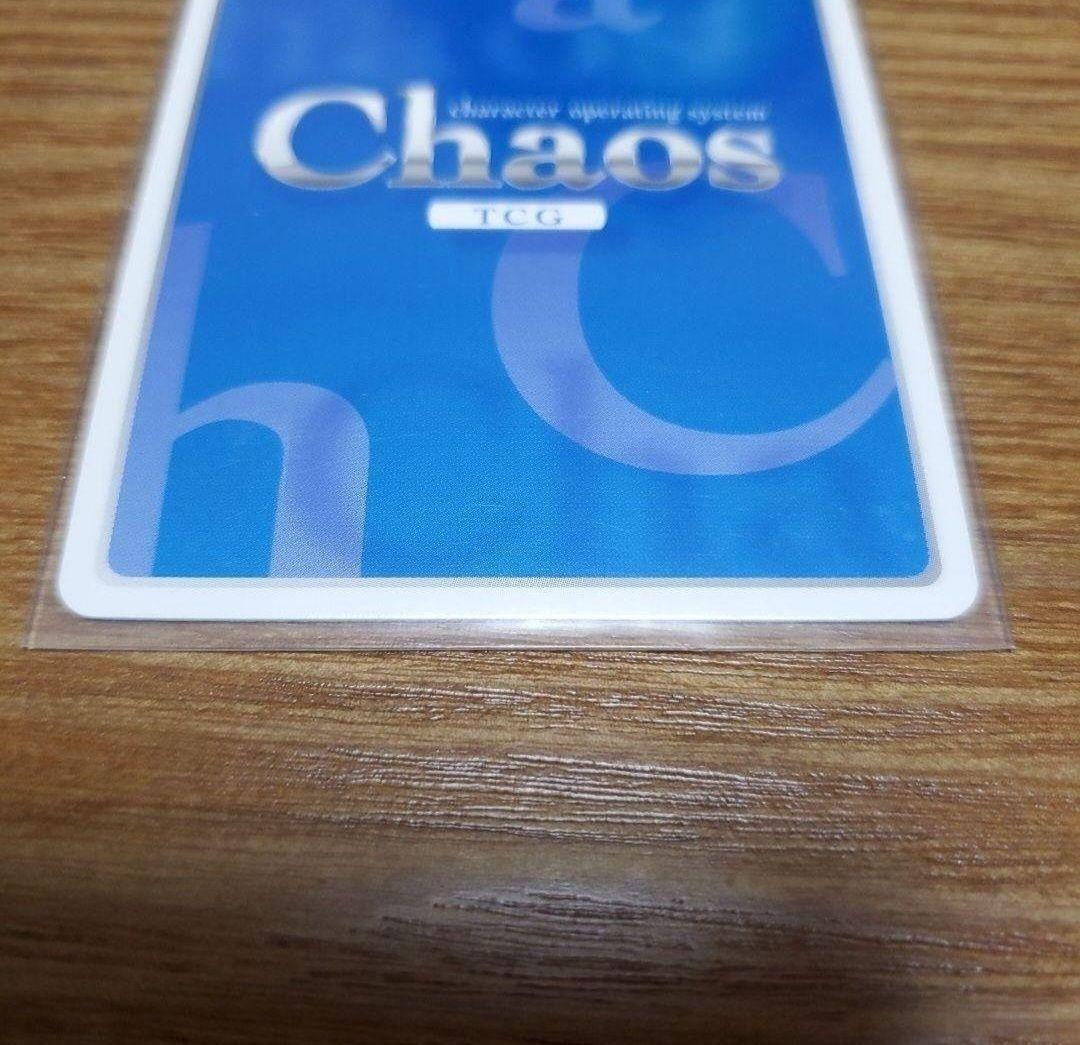 a
character operating system
Chaos
TCG
h C